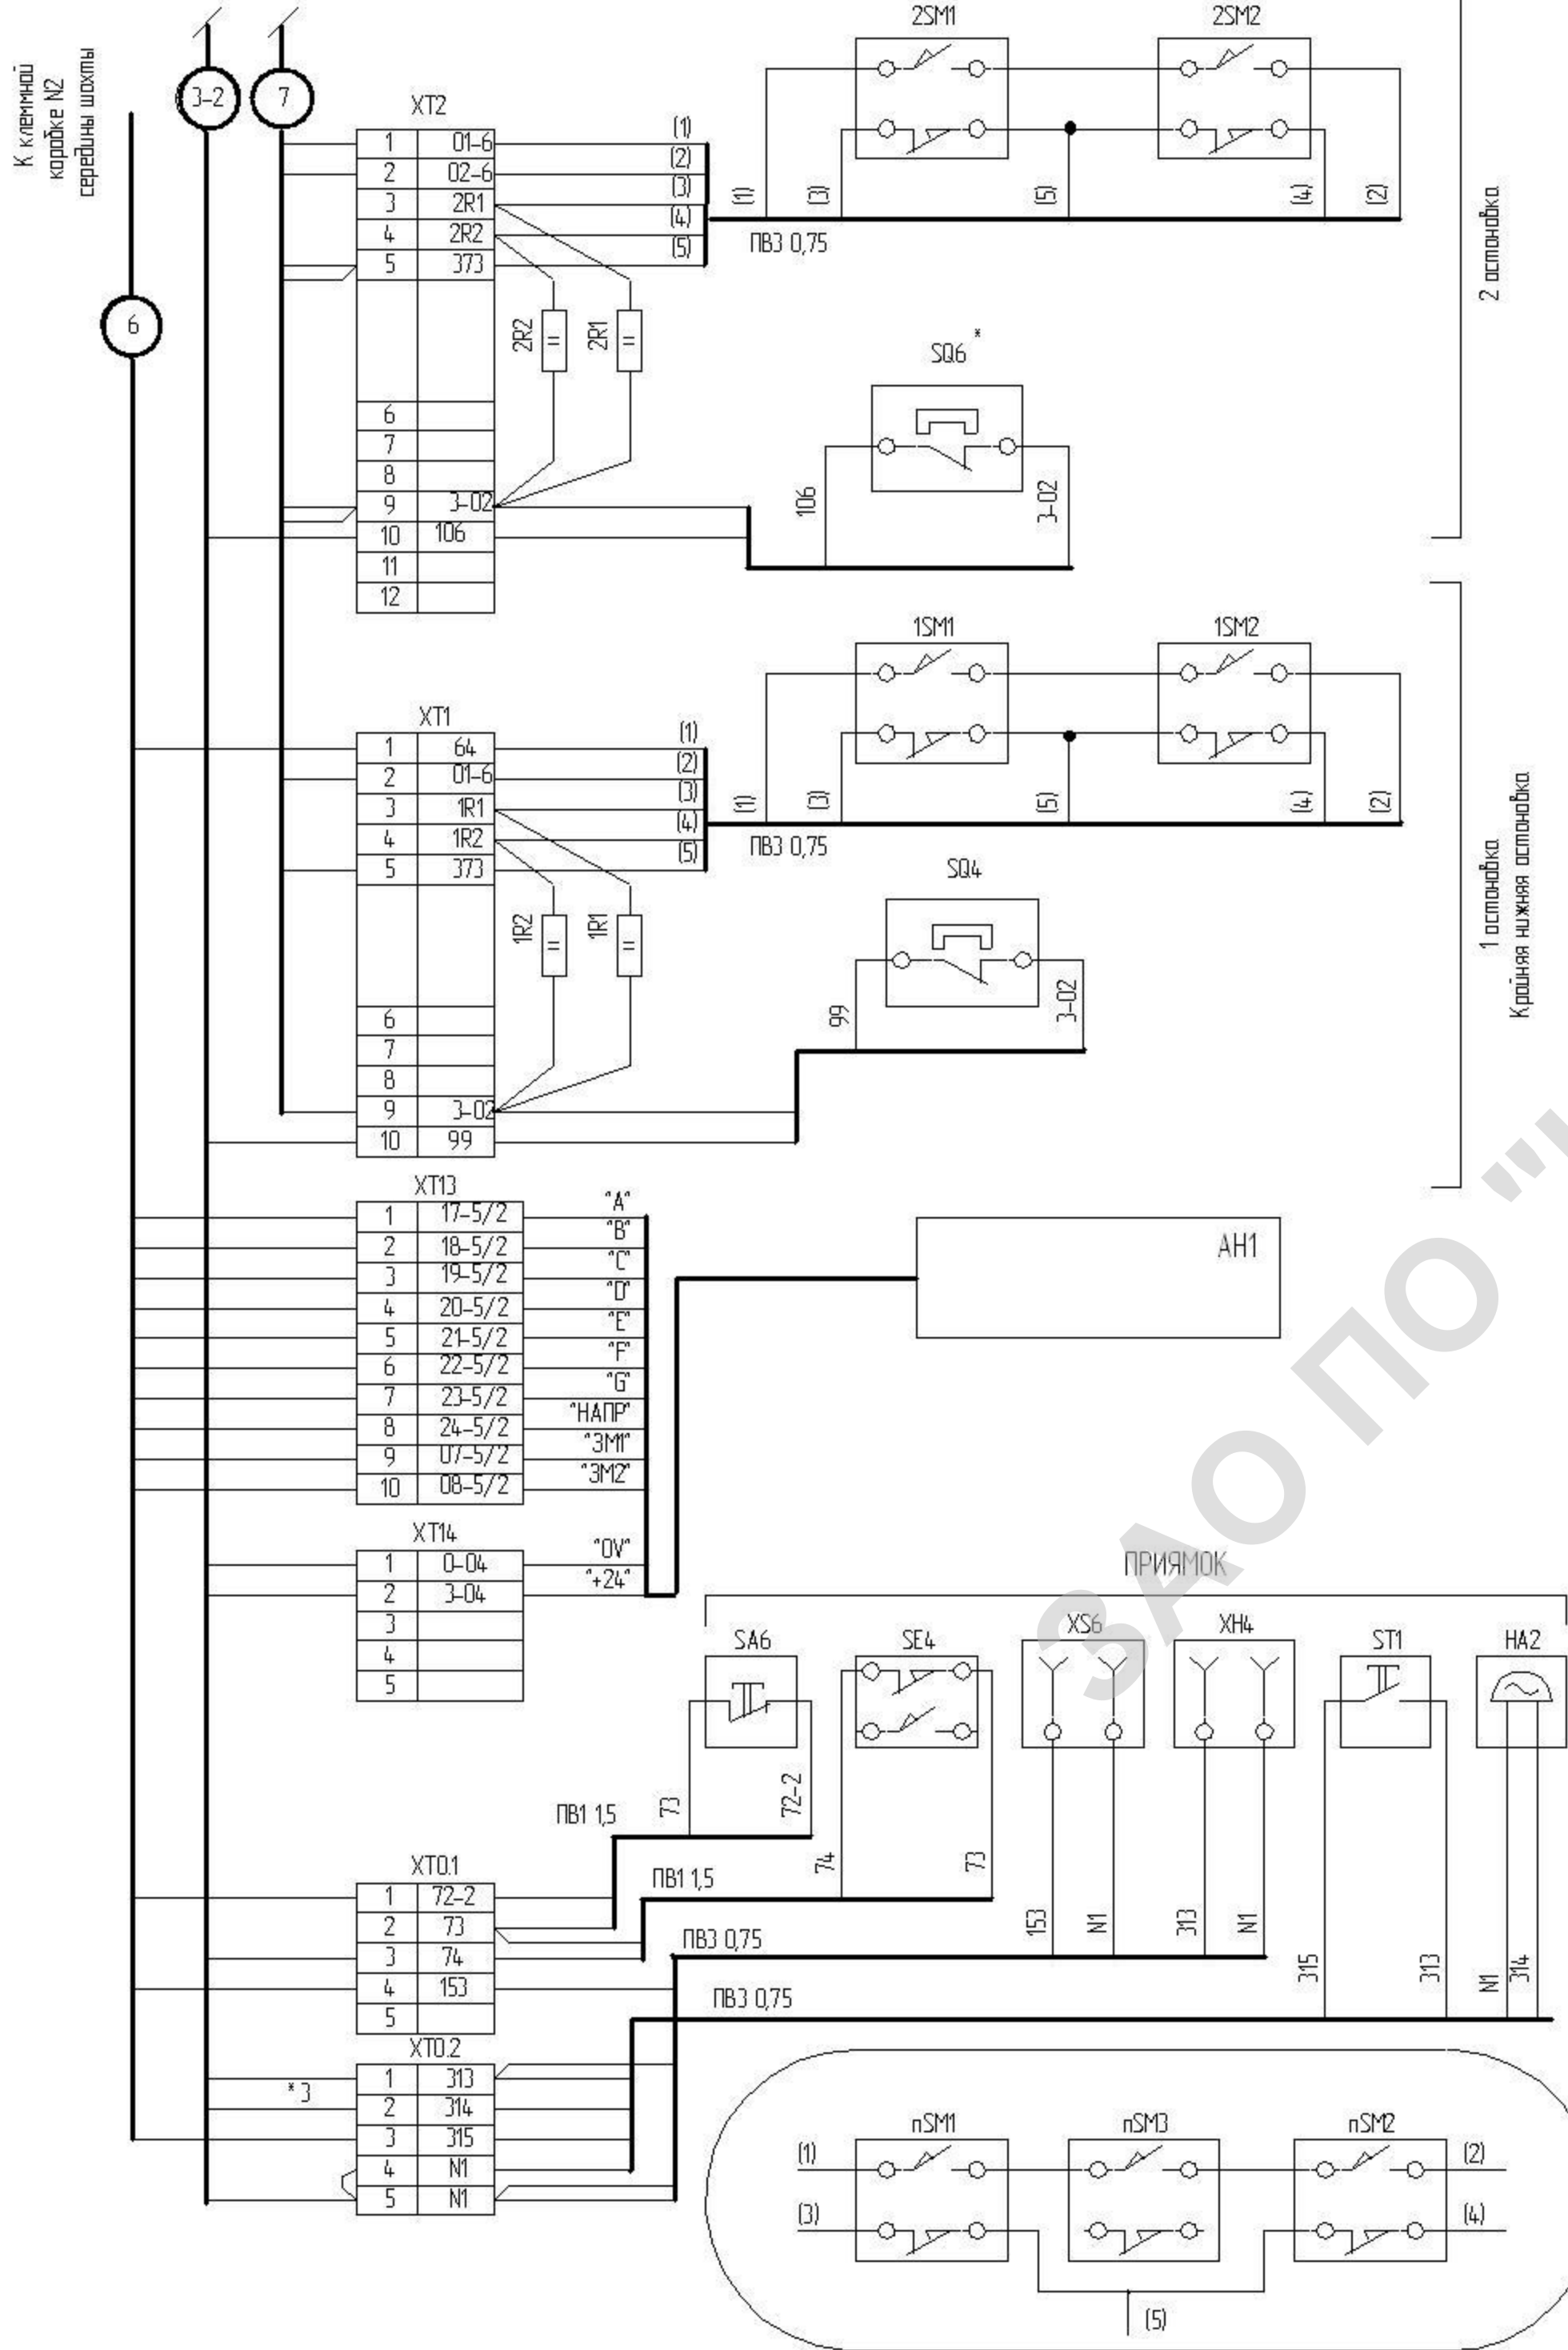 К клеммной
коробке N2
середины шахты
3-2
7
6
XT2
1 01-6 (1)
2 02-6 (2)
3 2R1 (3)
4 2R2 (4)
5 373 (5)
6
7
8
9 3-02
10 106
11
12
2R2
2R1
ПВ3 0,75
2SM1
2SM2
(1)
(3)
(5)
(4)
(2)
SQ6 *
106
3-02
2 остановка
XT1
1 64 (1)
2 01-6 (2)
3 1R1 (3)
4 1R2 (4)
5 373 (5)
6
7
8
9 3-02
10 99
1R2
1R1
ПВ3 0,75
1SM1
1SM2
(1)
(3)
(5)
(4)
(2)
SQ4
99
3-02
1 остановка
Крайняя нижняя остановка
XT13
1 17-5/2 "A"
2 18-5/2 "B"
3 19-5/2 "C"
4 20-5/2 "D"
5 21-5/2 "E"
6 22-5/2 "F"
7 23-5/2 "G"
8 24-5/2 "НАПР"
9 07-5/2 "ЗМ1"
10 08-5/2 "ЗМ2"
AH1
XT14
1 0-04 "0V"
2 3-04 "+24"
3
4
5
ЗАО ПО "
ПРИЯМОК
SA6
SE4
XS6
XH4
ST1
HA2
73
72-2
74
73
153
N1
313
N1
315
313
N1
314
ПВ1 1,5
ПВ1 1,5
ПВ3 0,75
ПВ3 0,75
XT0.1
1 72-2
2 73
3 74
4 153
5
XT0.2
* 3
1 313
2 314
3 315
4 N1
5 N1
nSM1
nSM3
nSM2
(1)
(2)
(3)
(4)
(5)